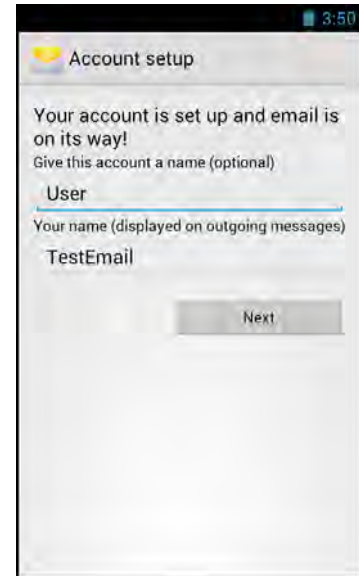 3:50
Account setup
Your account is set up and email is
on its way!
Give this account a name (optional)
User
Your name (displayed on outgoing messages)
TestEmail
Next